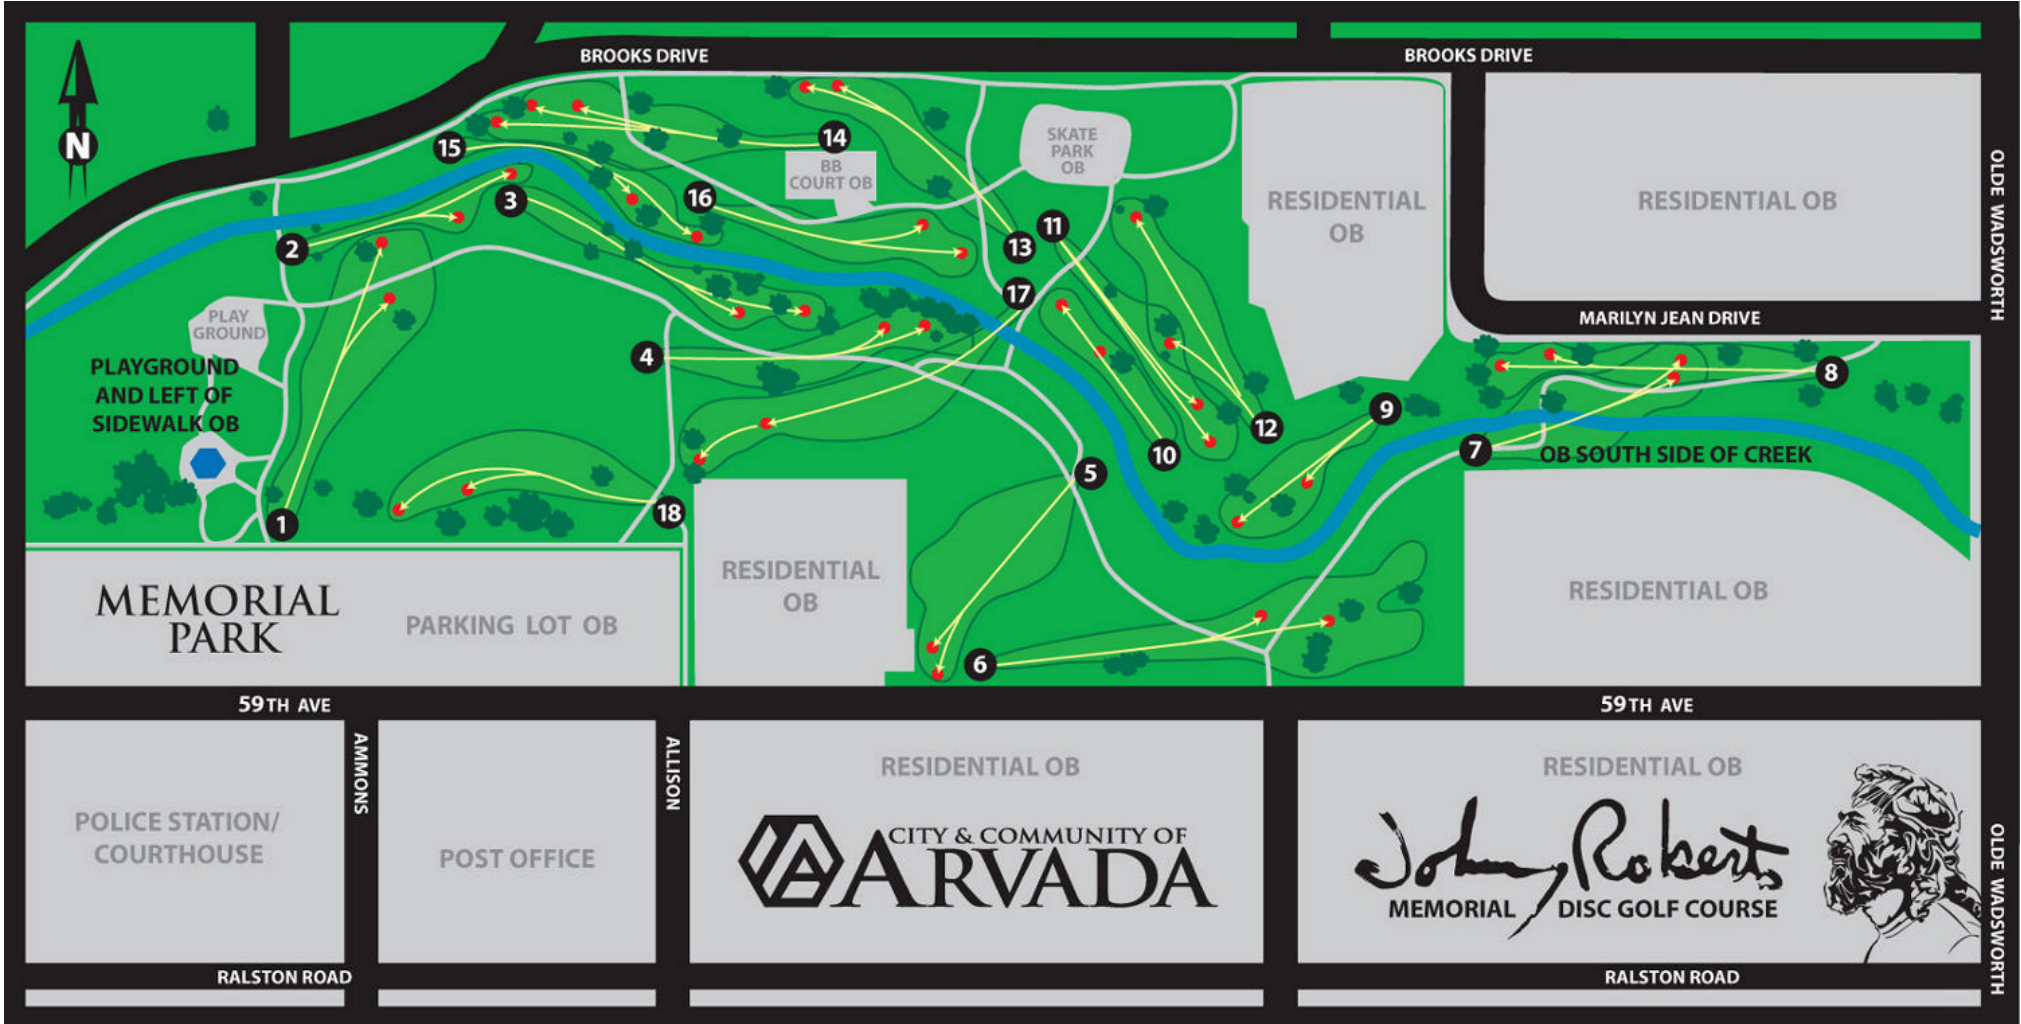 BROOKS DRIVE
BROOKS DRIVE
N
15
14
SKATE
PARK
OB
BB
COURT OB
OLDE WADSWORTH
2
3
16
11
13
RESIDENTIAL
OB
RESIDENTIAL OB
17
PLAY
GROUND
MARILYN JEAN DRIVE
PLAYGROUND
AND LEFT OF
SIDEWALK OB
4
8
9
12
10
7
OB SOUTH SIDE OF CREEK
5
18
1
MEMORIAL
PARK
PARKING LOT OB
RESIDENTIAL
OB
RESIDENTIAL OB
6
59TH AVE
59TH AVE
AMMONS
ALLISON
POLICE STATION/
COURTHOUSE
POST OFFICE
RESIDENTIAL OB
CITY & COMMUNITY OF
ARVADA
RESIDENTIAL OB
John Roberts
MEMORIAL DISC GOLF COURSE
OLDE WADSWORTH
RALSTON ROAD
RALSTON ROAD